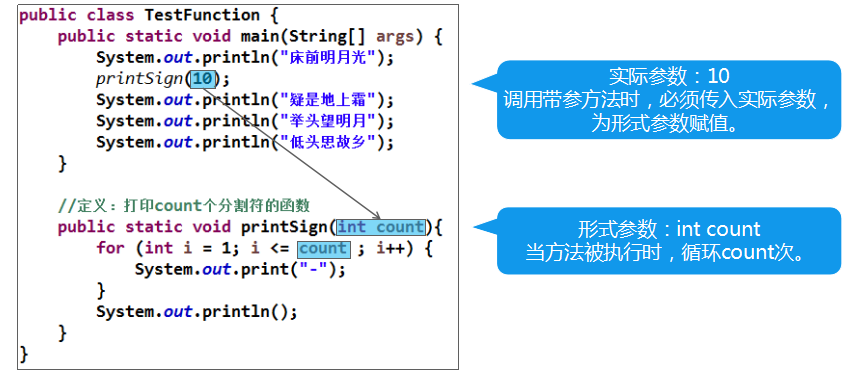 public class TestFunction {
public static void main(String[] args) {
System.out.println("床前明月光");
printSign(10);
System.out.println("疑是地上霜");
System.out.println("举头望明月");
System.out.println("低头思故乡");
}
//定义：打印count个分割符的函数
public static void printSign(int count){
for (int i = 1; i <= count ; i++) {
System.out.print("-");
}
System.out.println();
}
}
实际参数：10
调用带参方法时，必须传入实际参数，
为形式参数赋值。
形式参数：int count
当方法被执行时，循环count次。